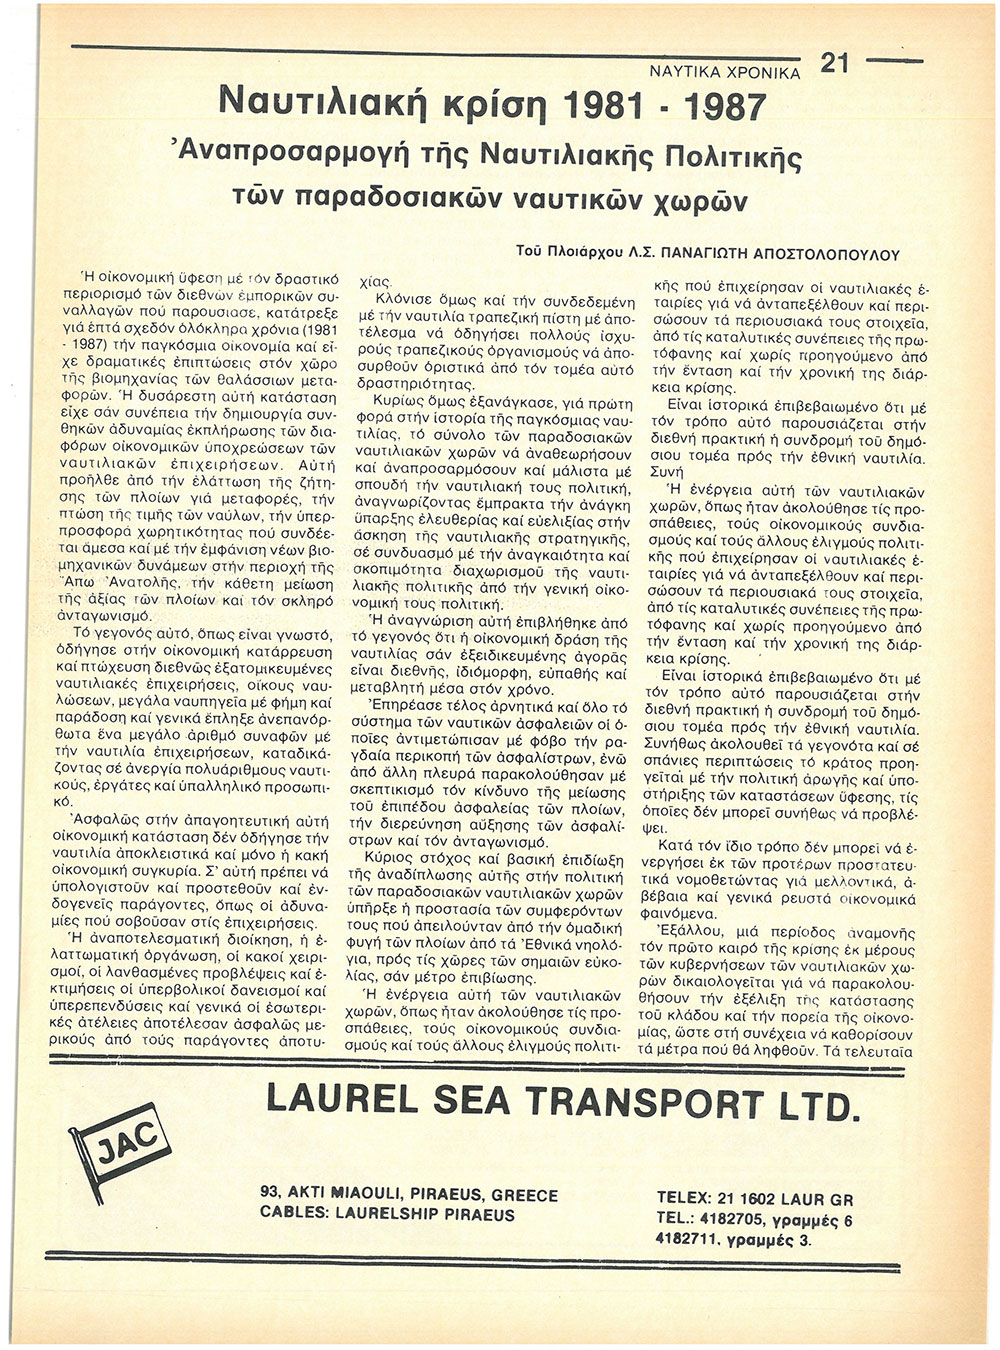 ΝΑΥΤΙΚΑ ΧΡΟΝΙΚΑ 21
Ναυτιλιακή κρίση 1981 - 1987
Ἀναπροσαρμογή τῆς Ναυτιλιακῆς Πολιτικῆς
τῶν παραδοσιακῶν ναυτικῶν χωρῶν
Τοῦ Πλοιάρχου Λ.Σ. ΠΑΝΑΓΙΩΤΗ ΑΠΟΣΤΟΛΟΠΟΥΛΟΥ
Ἡ οἰκονομική ὕφεση μέ τόν δραστικό
περιορισμό τῶν διεθνῶν ἐμπορικῶν συ-
ναλλαγῶν πού παρουσιάσε, κατάτρεξε
γιά ἑπτά σχεδόν ὁλόκληρα χρόνια (1981
- 1987) τήν παγκόσμια οἰκονομία καί εἶ-
χε δραματικές ἐπιπτώσεις στόν χῶρο
τῆς βιομηχανίας τῶν θαλάσσιων μετα-
φορῶν. Ἡ δυσάρεστη αὐτή κατάσταση
εἶχε σάν συνέπεια τήν δημιουργία συν-
θηκῶν ἀδυναμίας ἐκπλήρωσης τῶν δια-
φόρων οἰκονομικῶν ὑποχρεώσεων τῶν
ναυτιλιακῶν ἐπιχειρήσεων. Αὐτή
προῆλθε ἀπό τήν ἐλάττωση τῆς ζήτη-
σης τῶν πλοίων γιά μεταφορές, τήν
πτώση τῆς τιμῆς τῶν ναύλων, τήν ὑπερ-
προσφορά χωρητικότητας πού συνδέε-
ται ἄμεσα καί μέ τήν ἐμφάνιση νέων βιο-
μηχανικῶν δυνάμεων στήν περιοχή τῆς
Ἄπω Ἀνατολῆς, τήν κάθετη μείωση
τῆς ἀξίας τῶν πλοίων καί τόν σκληρό
ἀνταγωνισμό.
Τό γεγονός αὐτό, ὅπως εἶναι γνωστό,
ὁδήγησε στήν οἰκονομική κατάρρευση
καί πτώχευση διεθνῶς ἐξατομικευμένες
ναυτιλιακές ἐπιχειρήσεις, οἴκους ναυ-
λώσεων, μεγάλα ναυπηγεῖα μέ φήμη καί
παράδοση καί γενικά ἔπληξε ἀνεπανόρ-
θωτα ἕνα μεγάλο ἀριθμό συναφῶν μέ
τήν ναυτιλία ἐπιχειρήσεων, καταδικά-
ζοντας σέ ἀνεργία πολυάριθμους ναυτι-
κούς, ἐργάτες καί ὑπαλληλικό προσωπι-
κό.
Ἀσφαλῶς στήν ἀπαγοητευτική αὐτή
οἰκονομική κατάσταση δέν ὁδήγησε τήν
ναυτιλία ἀποκλειστικά καί μόνο ἡ κακή
οἰκονομική συγκυρία. Σ' αὐτή πρέπει νά
ὑπολογιστοῦν καί προστεθοῦν καί ἐν-
δογενεῖς παράγοντες, ὅπως οἱ ἀδυνα-
μίες πού σοβοῦσαν στίς ἐπιχειρήσεις.
Ἡ ἀναποτελεσματική διοίκηση, ἡ ἐ-
λαττωματική ὀργάνωση, οἱ κακοί χειρι-
σμοί, οἱ λανθασμένες προβλέψεις καί ἐ-
κτιμήσεις οἱ ὑπερβολικοί δανεισμοί καί
ὑπερεπενδύσεις καί γενικά οἱ ἐσωτερι-
κές ἀτέλειες ἀποτέλεσαν ἀσφαλῶς με-
ρικούς ἀπό τούς παράγοντες ἀποτυ-
χίας.
Κλόνισε ὅμως καί τήν συνδεδεμένη
μέ τήν ναυτιλία τραπεζική πίστη μέ ἀπο-
τέλεσμα νά ὁδηγήσει πολλούς ἰσχυ-
ρούς τραπεζικούς ὀργανισμούς νά ἀπο-
συρθοῦν ὁριστικά ἀπό τόν τομέα αὐτό
δραστηριότητας.
Κυρίως ὅμως ἐξανάγκασε, γιά πρώτη
φορά στήν ἱστορία τῆς παγκόσμιας ναυ-
τιλίας, τό σύνολο τῶν παραδοσιακῶν
ναυτιλιακῶν χωρῶν νά ἀναθεωρήσουν
καί ἀναπροσαρμόσουν καί μάλιστα μέ
σπουδή τήν ναυτιλιακή τους πολιτική,
ἀναγνωρίζοντας ἔμπρακτα τήν ἀνάγκη
ὕπαρξης ἐλευθερίας καί εὐελιξίας στήν
ἄσκηση τῆς ναυτιλιακῆς στρατηγικῆς,
σέ συνδυασμό μέ τήν ἀναγκαιότητα καί
σκοπιμότητα διαχωρισμοῦ τῆς ναυτι-
λιακῆς πολιτικῆς ἀπό τήν γενική οἰκο-
νομική τους πολιτική.
Ἡ ἀναγνώριση αὐτή ἐπιβλήθηκε ἀπό
τό γεγονός ὅτι ἡ οἰκονομική δράση τῆς
ναυτιλίας σάν ἐξειδικευμένης ἀγορᾶς
εἶναι διεθνής, ἰδιόμορφη, εὐπαθής καί
μεταβλητή μέσα στόν χρόνο.
Ἐπηρέασε τέλος ἀρνητικά καί ὅλο τό
σύστημα τῶν ναυτικῶν ἀσφαλειῶν οἱ ὁ-
ποῖες ἀντιμετώπισαν μέ φόβο τήν ρα-
γδαία περικοπή τῶν ἀσφαλίστρων, ἐνῶ
ἀπό ἄλλη πλευρά παρακολούθησαν μέ
σκεπτικισμό τόν κίνδυνο τῆς μείωσης
τοῦ ἐπιπέδου ἀσφαλείας τῶν πλοίων,
τήν διερεύνηση αὔξησης τῶν ἀσφαλί-
στρων καί τόν ἀνταγωνισμό.
Κύριος στόχος καί βασική ἐπιδίωξη
τῆς ἀναδίπλωσης αὐτῆς στήν πολιτική
τῶν παραδοσιακῶν ναυτιλιακῶν χωρῶν
ὑπῆρξε ἡ προστασία τῶν συμφερόντων
τους πού ἀπειλοῦνταν ἀπό τήν ὁμαδική
φυγή τῶν πλοίων ἀπό τά Ἐθνικά νηολό-
για, πρός τίς χῶρες τῶν σημαιῶν εὐκο-
λίας, σάν μέτρο ἐπιβίωσης.
Ἡ ἐνέργεια αὐτή τῶν ναυτιλιακῶν
χωρῶν, ὅπως ἦταν ἀκολούθησε τίς προ-
σπάθειες, τούς οἰκονομικούς συνδια-
σμούς καί τούς ἄλλους ἑλιγμούς πολιτι-
κῆς πού ἐπιχείρησαν οἱ ναυτιλιακές ἑ-
ταιρίες γιά νά ἀνταπεξέλθουν καί περι-
σώσουν τά περιουσιακά τους στοιχεῖα,
ἀπό τίς καταλυτικές συνέπειες τῆς πρω-
τόφανης καί χωρίς προηγούμενο ἀπό
τήν ἔνταση καί τήν χρονική της διάρ-
κεια κρίσης.
Εἶναι ἱστορικά ἐπιβεβαιωμένο ὅτι μέ
τόν τρόπο αὐτό παρουσιάζεται στήν
διεθνή πρακτική ἡ συνδρομή τοῦ δημό-
σιου τομέα πρός τήν ἐθνική ναυτιλία.
Συνή
Ἡ ἐνέργεια αὐτή τῶν ναυτιλιακῶν
χωρῶν, ὅπως ἦταν ἀκολούθησε τίς προ-
σπάθειες, τούς οἰκονομικούς συνδια-
σμούς καί τούς ἄλλους ἑλιγμούς πολιτι-
κῆς πού ἐπιχείρησαν οἱ ναυτιλιακές ἑ-
ταιρίες γιά νά ἀνταπεξέλθουν καί περι-
σώσουν τά περιουσιακά τους στοιχεῖα,
ἀπό τίς καταλυτικές συνέπειες τῆς πρω-
τόφανης καί χωρίς προηγούμενο ἀπό
τήν ἔνταση καί τήν χρονική της διάρ-
κεια κρίσης.
Εἶναι ἱστορικά ἐπιβεβαιωμένο ὅτι μέ
τόν τρόπο αὐτό παρουσιάζεται στήν
διεθνή πρακτική ἡ συνδρομή τοῦ δημό-
σιου τομέα πρός τήν ἐθνική ναυτιλία.
Συνήθως ἀκολουθεῖ τά γεγονότα καί σέ
σπάνιες περιπτώσεις τό κράτος προη-
γεῖται μέ τήν πολιτική ἀρωγῆς καί ὑπο-
στήριξης τῶν καταστάσεων ὕφεσης, τίς
ὁποῖες δέν μπορεῖ συνήθως νά προβλέ-
ψει.
Κατά τόν ἴδιο τρόπο δέν μπορεῖ νά ἐ-
νεργήσει ἐκ τῶν προτέρων προστατευ-
τικά νομοθετώντας γιά μελλοντικά, ἀ-
βέβαια καί γενικά ρευστά οἰκονομικά
φαινόμενα.
Ἐξάλλου, μιά περίοδος ἀναμονῆς
τόν πρῶτο καιρό τῆς κρίσης ἐκ μέρους
τῶν κυβερνήσεων τῶν ναυτιλιακῶν χω-
ρῶν δικαιολογεῖται γιά νά παρακολου-
θήσουν τήν ἐξέλιξη τῆς κατάστασης
τοῦ κλάδου καί τήν πορεία τῆς οἰκονο-
μίας, ὥστε στή συνέχεια νά καθορίσουν
τά μέτρα πού θά ληφθοῦν. Τά τελευταῖα
LAUREL SEA TRANSPORT LTD.
JAC
93, AKTI MIAOULI, PIRAEUS, GREECE
CABLES: LAURELSHIP PIRAEUS
TELEX: 21 1602 LAUR GR
TEL.: 4182705, γραμμές 6
4182711, γραμμές 3.